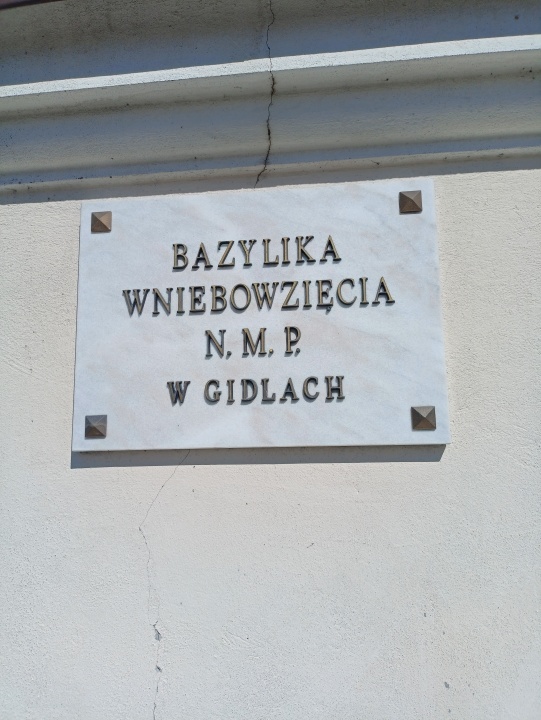 BAZYLIKA
WNIEBOWZIĘCIA
N. M. P.
W GIDLACH